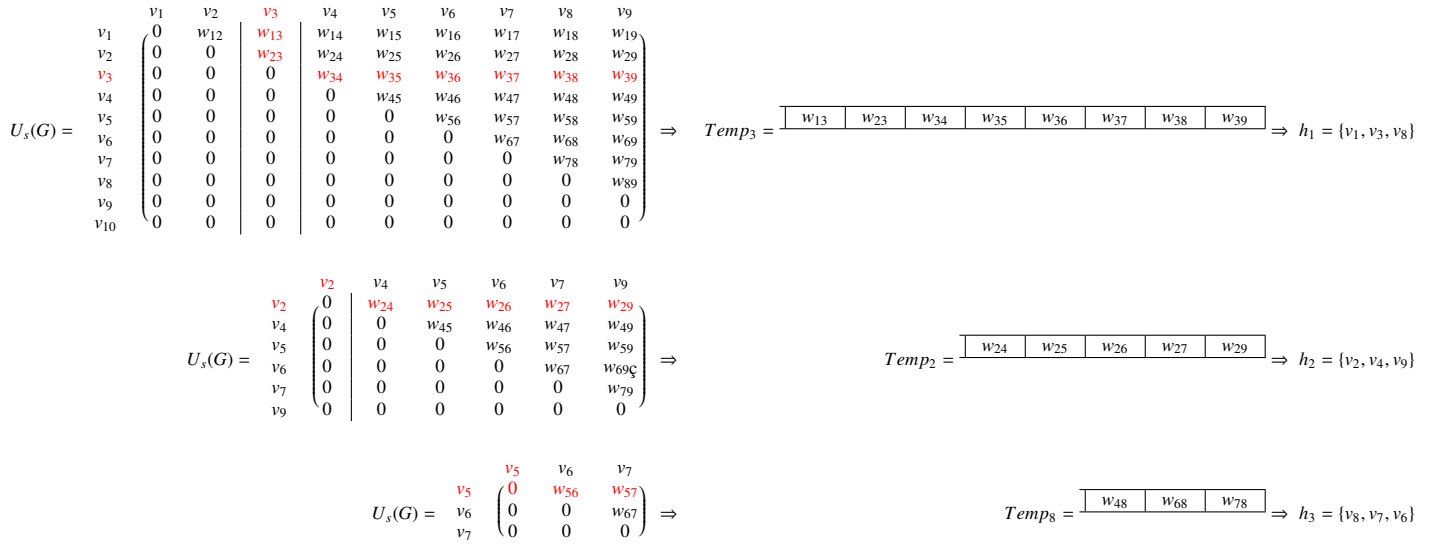 v1 v2 v3 v4 v5 v6 v7 v8 v9
v1 0 w12 w13 w14 w15 w16 w17 w18 w19
v2 0 0 w23 w24 w25 w26 w27 w28 w29
v3 0 0 0 w34 w35 w36 w37 w38 w39
v4 0 0 0 0 w45 w46 w47 w48 w49
Us(G) = v5 0 0 0 0 0 w56 w57 w58 w59 ⇒ Temp3 = w13 w23 w34 w35 w36 w37 w38 w39 ⇒ h1 = {v1, v3, v8}
v6 0 0 0 0 0 0 w67 w68 w69
v7 0 0 0 0 0 0 0 w78 w79
v8 0 0 0 0 0 0 0 0 w89
v9 0 0 0 0 0 0 0 0 0
v10 0 0 0 0 0 0 0 0 0
v2 v4 v5 v6 v7 v9
v2 0 w24 w25 w26 w27 w29
v4 0 0 w45 w46 w47 w49
Us(G) = v5 0 0 0 w56 w57 w59 ⇒ Temp2 = w24 w25 w26 w27 w29 ⇒ h2 = {v2, v4, v9}
v6 0 0 0 0 w67 w69ç
v7 0 0 0 0 0 w79
v9 0 0 0 0 0 0
v5 v6 v7
v5 0 w56 w57
Us(G) = v6 0 0 w67 ⇒ Temp8 = w48 w68 w78 ⇒ h3 = {v8, v7, v6}
v7 0 0 0